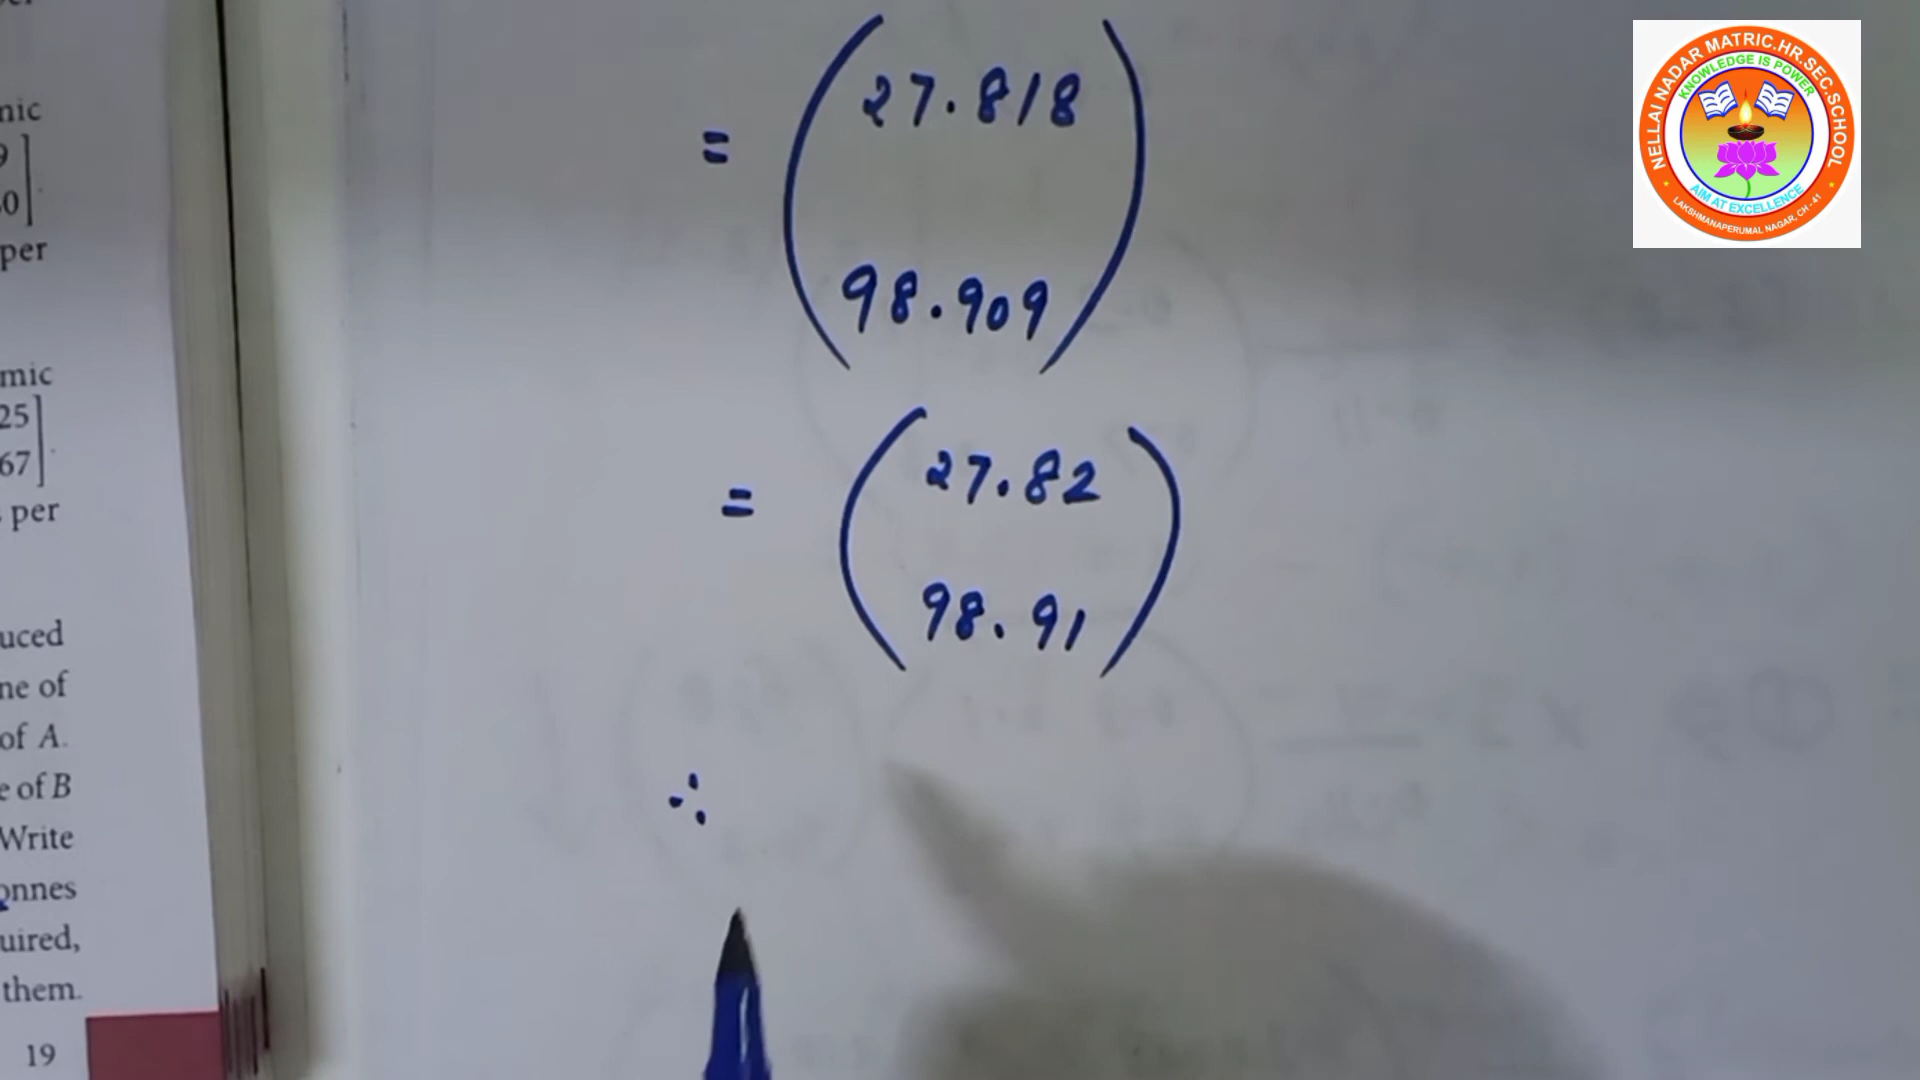 nic
9
0
per
mic
25
67
per
uced
ne of
of A.
e of B
Write
onnes
uired,
them.
19
= ( 27.818
98.909 )
= ( 27.82
98.91 )
∴
NELLAI NADAR MATRIC.HR.SEC.SCHOOL
KNOWLEDGE IS POWER
AIM AT EXCELLENCE
LAKSHMANAPERUMAL NAGAR, CH - 41